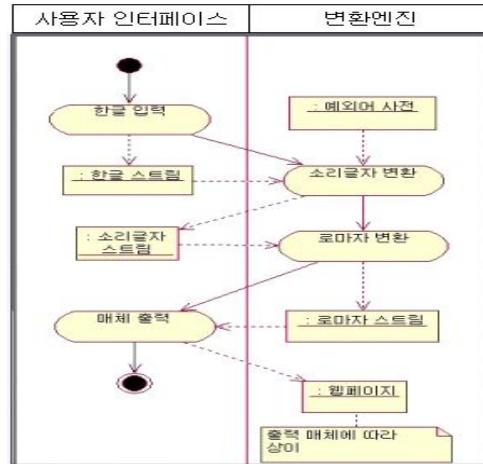 사용자 인터페이스
변환엔진
한글 입력
: 예외어 사전
: 한글 스트림
소리글자 변환
: 소리글자
스트림
로마자 변환
매체 출력
: 로마자 스트림
: 웹페이지
출력 매체에 따라
상이